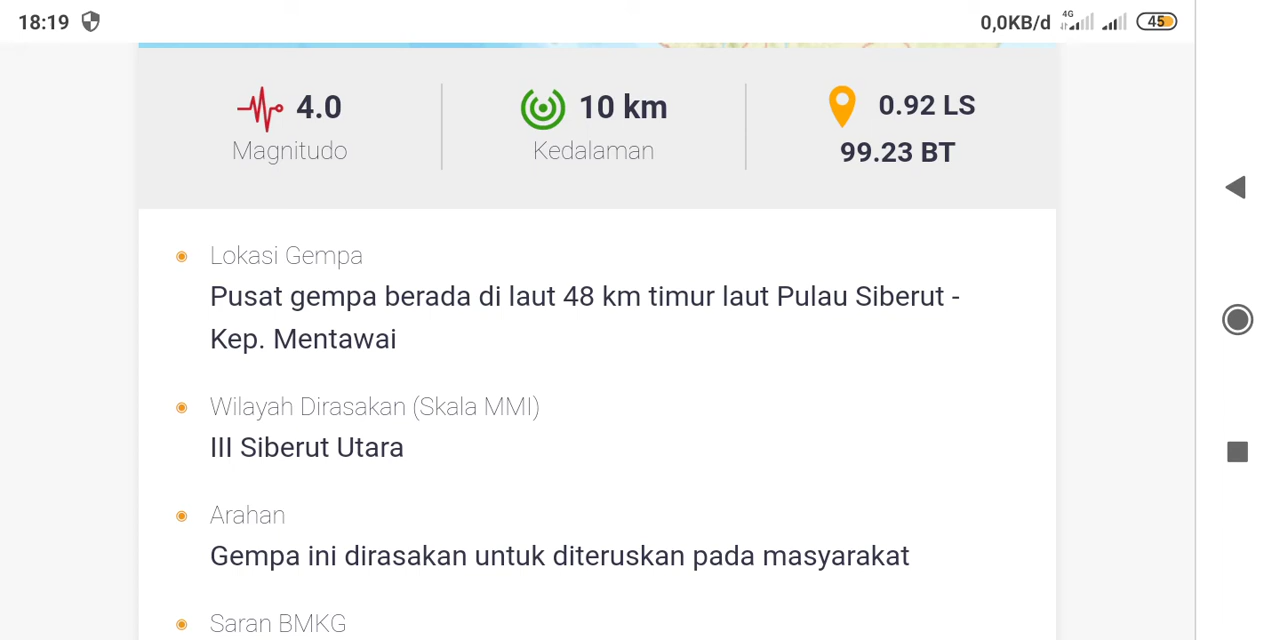 18:19
0,0KB/d 4G 45
4.0
Magnitudo
10 km
Kedalaman
0.92 LS
99.23 BT
Lokasi Gempa
Pusat gempa berada di laut 48 km timur laut Pulau Siberut -
Kep. Mentawai
Wilayah Dirasakan (Skala MMI)
III Siberut Utara
Arahan
Gempa ini dirasakan untuk diteruskan pada masyarakat
Saran BMKG